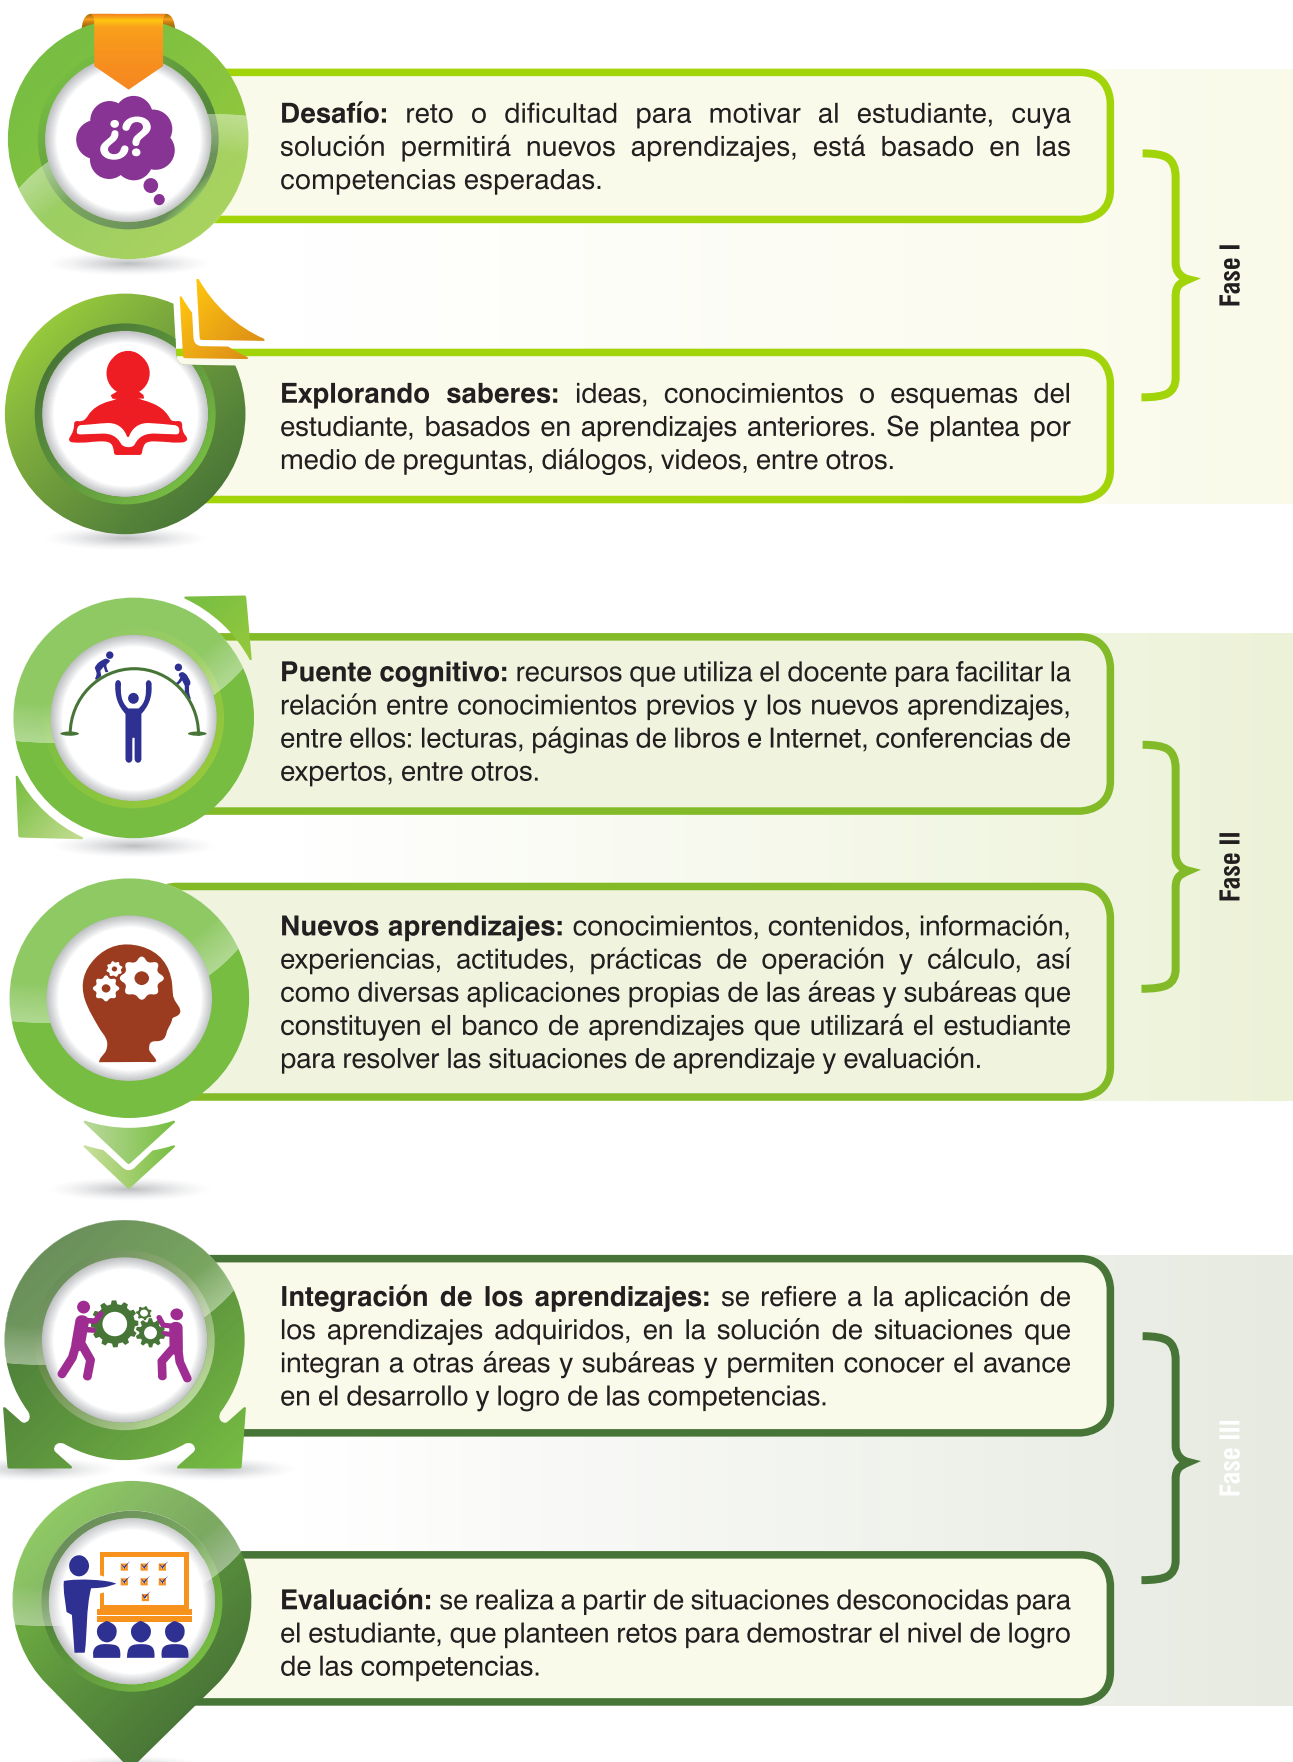 ¿?
Desafío: reto o dificultad para motivar al estudiante, cuya
solución permitirá nuevos aprendizajes, está basado en las
competencias esperadas.
Fase I
Explorando saberes: ideas, conocimientos o esquemas del
estudiante, basados en aprendizajes anteriores. Se plantea por
medio de preguntas, diálogos, videos, entre otros.
Puente cognitivo: recursos que utiliza el docente para facilitar la
relación entre conocimientos previos y los nuevos aprendizajes,
entre ellos: lecturas, páginas de libros e Internet, conferencias de
expertos, entre otros.
Fase II
Nuevos aprendizajes: conocimientos, contenidos, información,
experiencias, actitudes, prácticas de operación y cálculo, así
como diversas aplicaciones propias de las áreas y subáreas que
constituyen el banco de aprendizajes que utilizará el estudiante
para resolver las situaciones de aprendizaje y evaluación.
Integración de los aprendizajes: se refiere a la aplicación de
los aprendizajes adquiridos, en la solución de situaciones que
integran a otras áreas y subáreas y permiten conocer el avance
en el desarrollo y logro de las competencias.
Fase III
Evaluación: se realiza a partir de situaciones desconocidas para
el estudiante, que planteen retos para demostrar el nivel de logro
de las competencias.